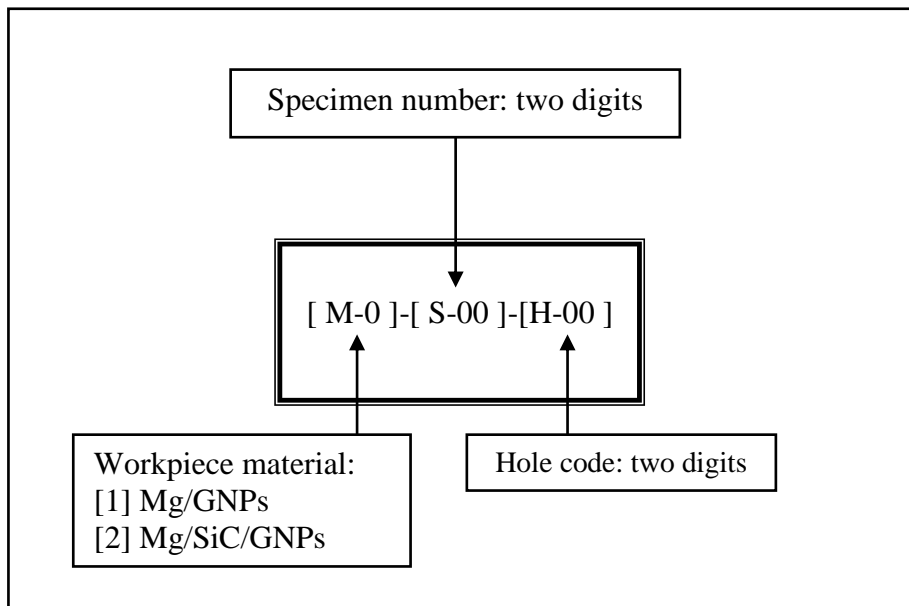 Specimen number: two digits
[ M-0 ]-[ S-00 ]-[H-00 ]
Workpiece material:
[1] Mg/GNPs
[2] Mg/SiC/GNPs
Hole code: two digits